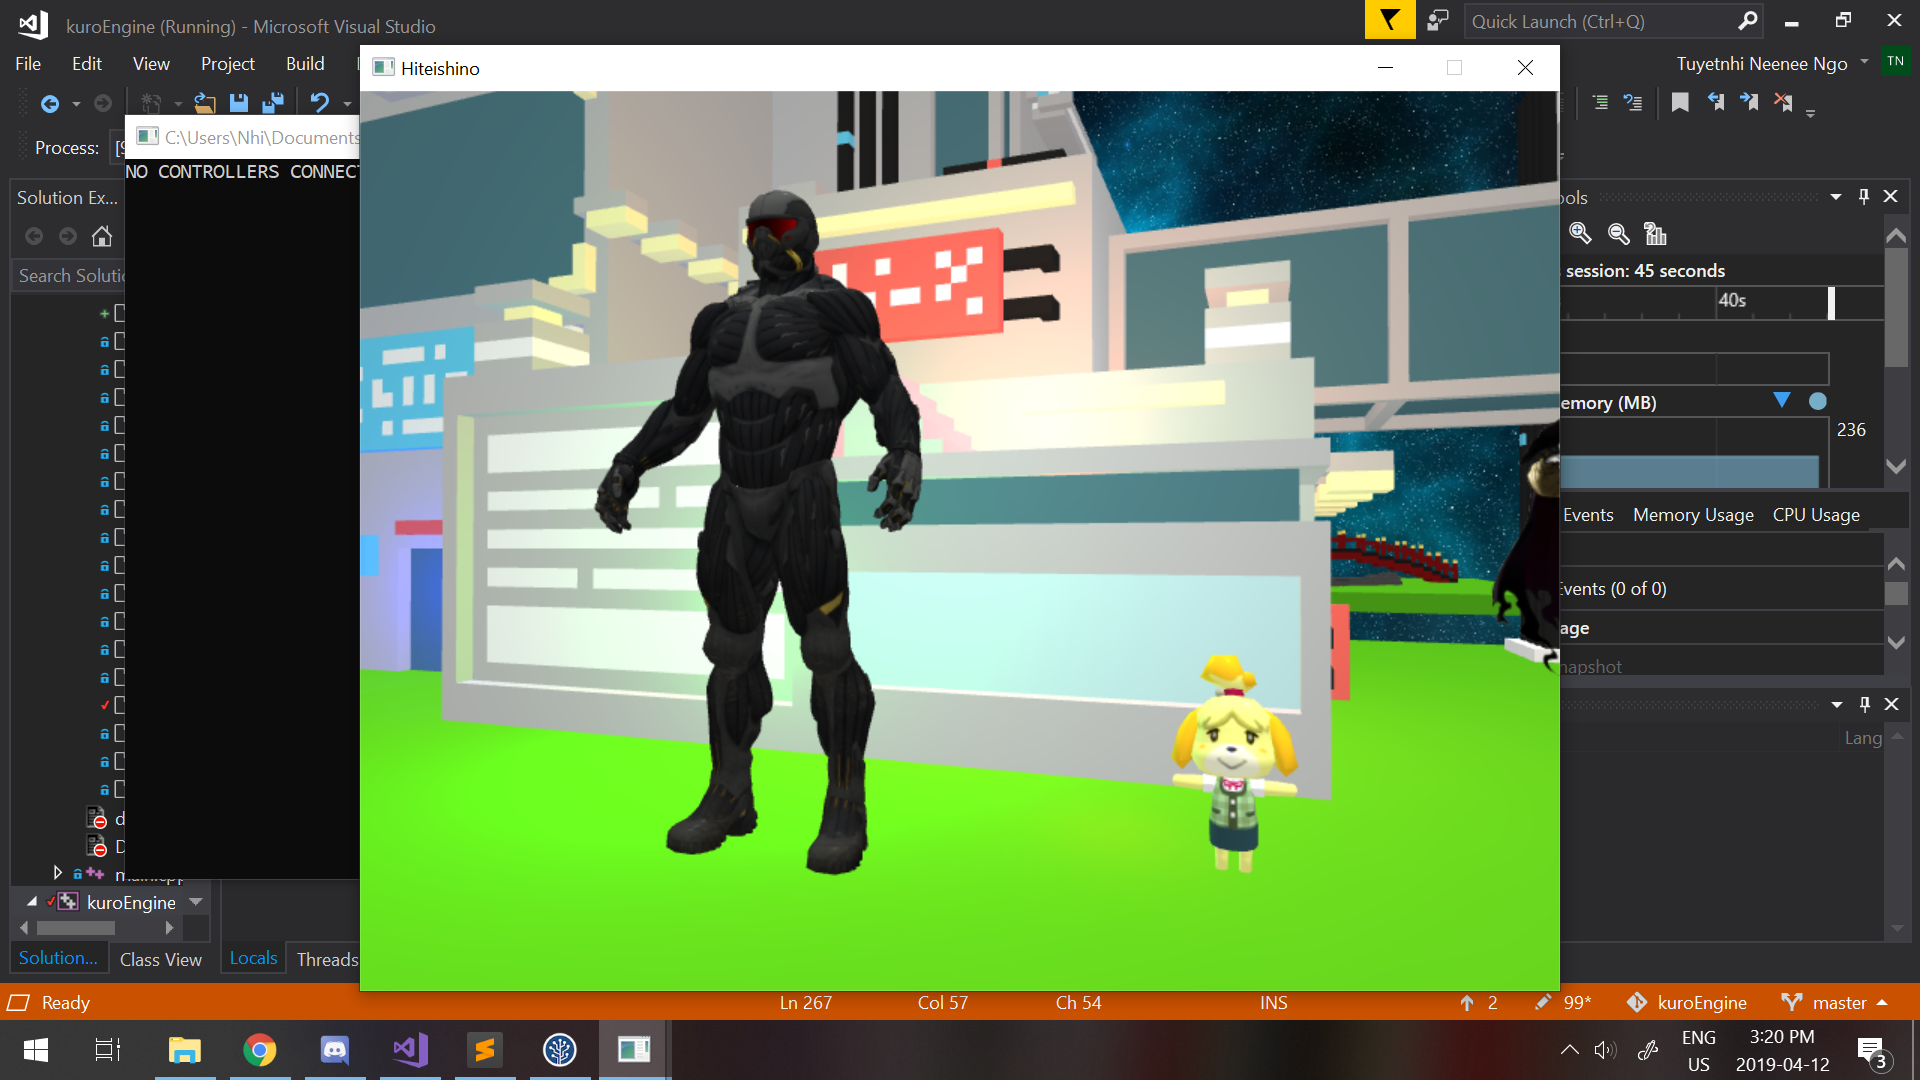 kuroEngine (Running) - Microsoft Visual Studio
Quick Launch (Ctrl+Q)
File Edit View Project Build
Tuyetnhi Neenee Ngo TN
Hiteishino
C:\Users\Nhi\Documents
Process:
NO CONTROLLERS CONNECT
Solution Ex...
ools
Search Solutio
session: 45 seconds
40s
emory (MB)
236
Events Memory Usage CPU Usage
Events (0 of 0)
age
napshot
Lang
d
D
main.cpp
kuroEngine
Solution... Class View Locals Threads
Ready Ln 267 Col 57 Ch 54 INS 2 99* kuroEngine master
ENG
US
3:20 PM
2019-04-12
3